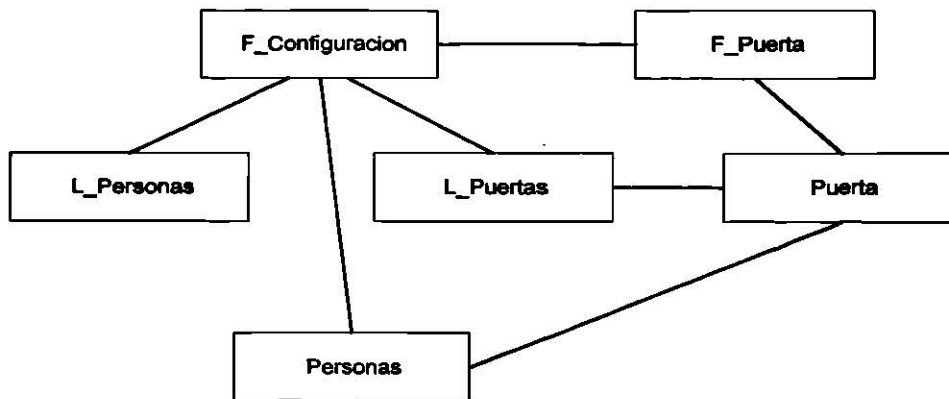 F_Configuracion
F_Puerta
L_Personas
L_Puertas
Puerta
Personas